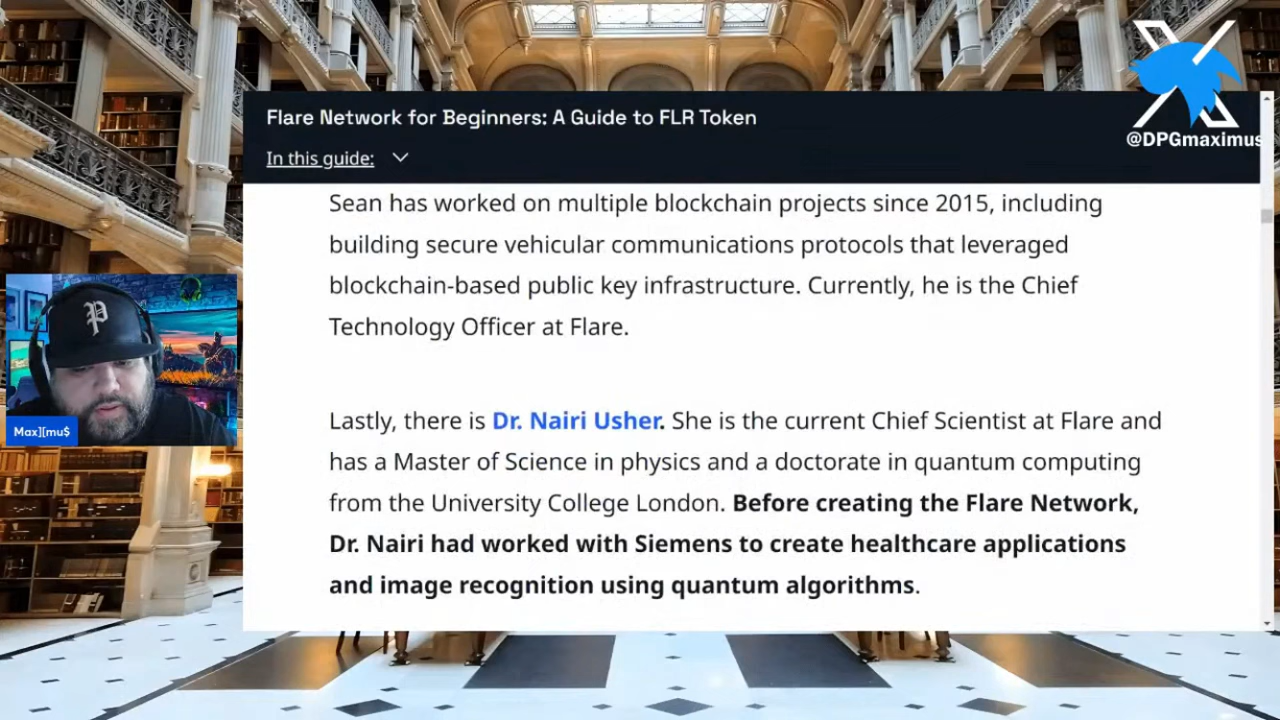 Flare Network for Beginners: A Guide to FLR Token
In this guide:
@DPGmaximus
Sean has worked on multiple blockchain projects since 2015, including
building secure vehicular communications protocols that leveraged
blockchain-based public key infrastructure. Currently, he is the Chief
Technology Officer at Flare.
Lastly, there is Dr. Nairi Usher. She is the current Chief Scientist at Flare and
has a Master of Science in physics and a doctorate in quantum computing
from the University College London. Before creating the Flare Network,
Dr. Nairi had worked with Siemens to create healthcare applications
and image recognition using quantum algorithms.
P
Max][mu$